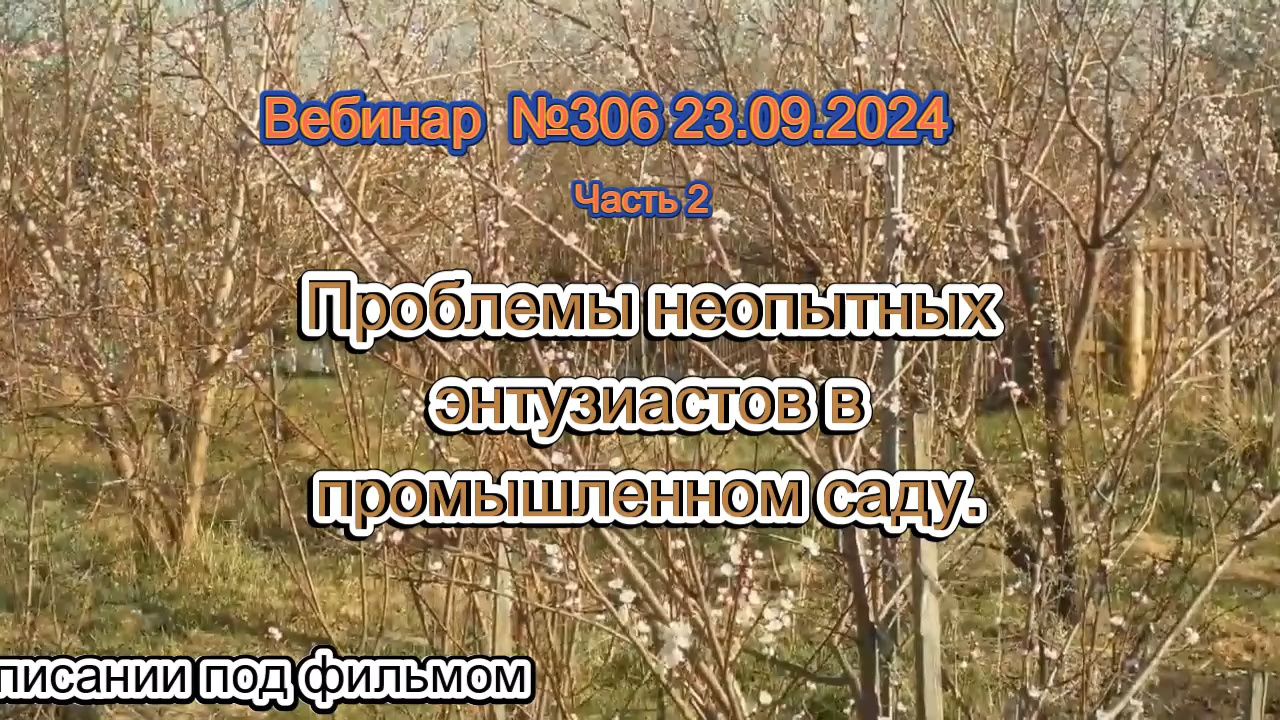 Вебинар №306 23.09.2024
Часть 2
Проблемы неопытных
энтузиастов в
промышленном саду.
писании под фильмом